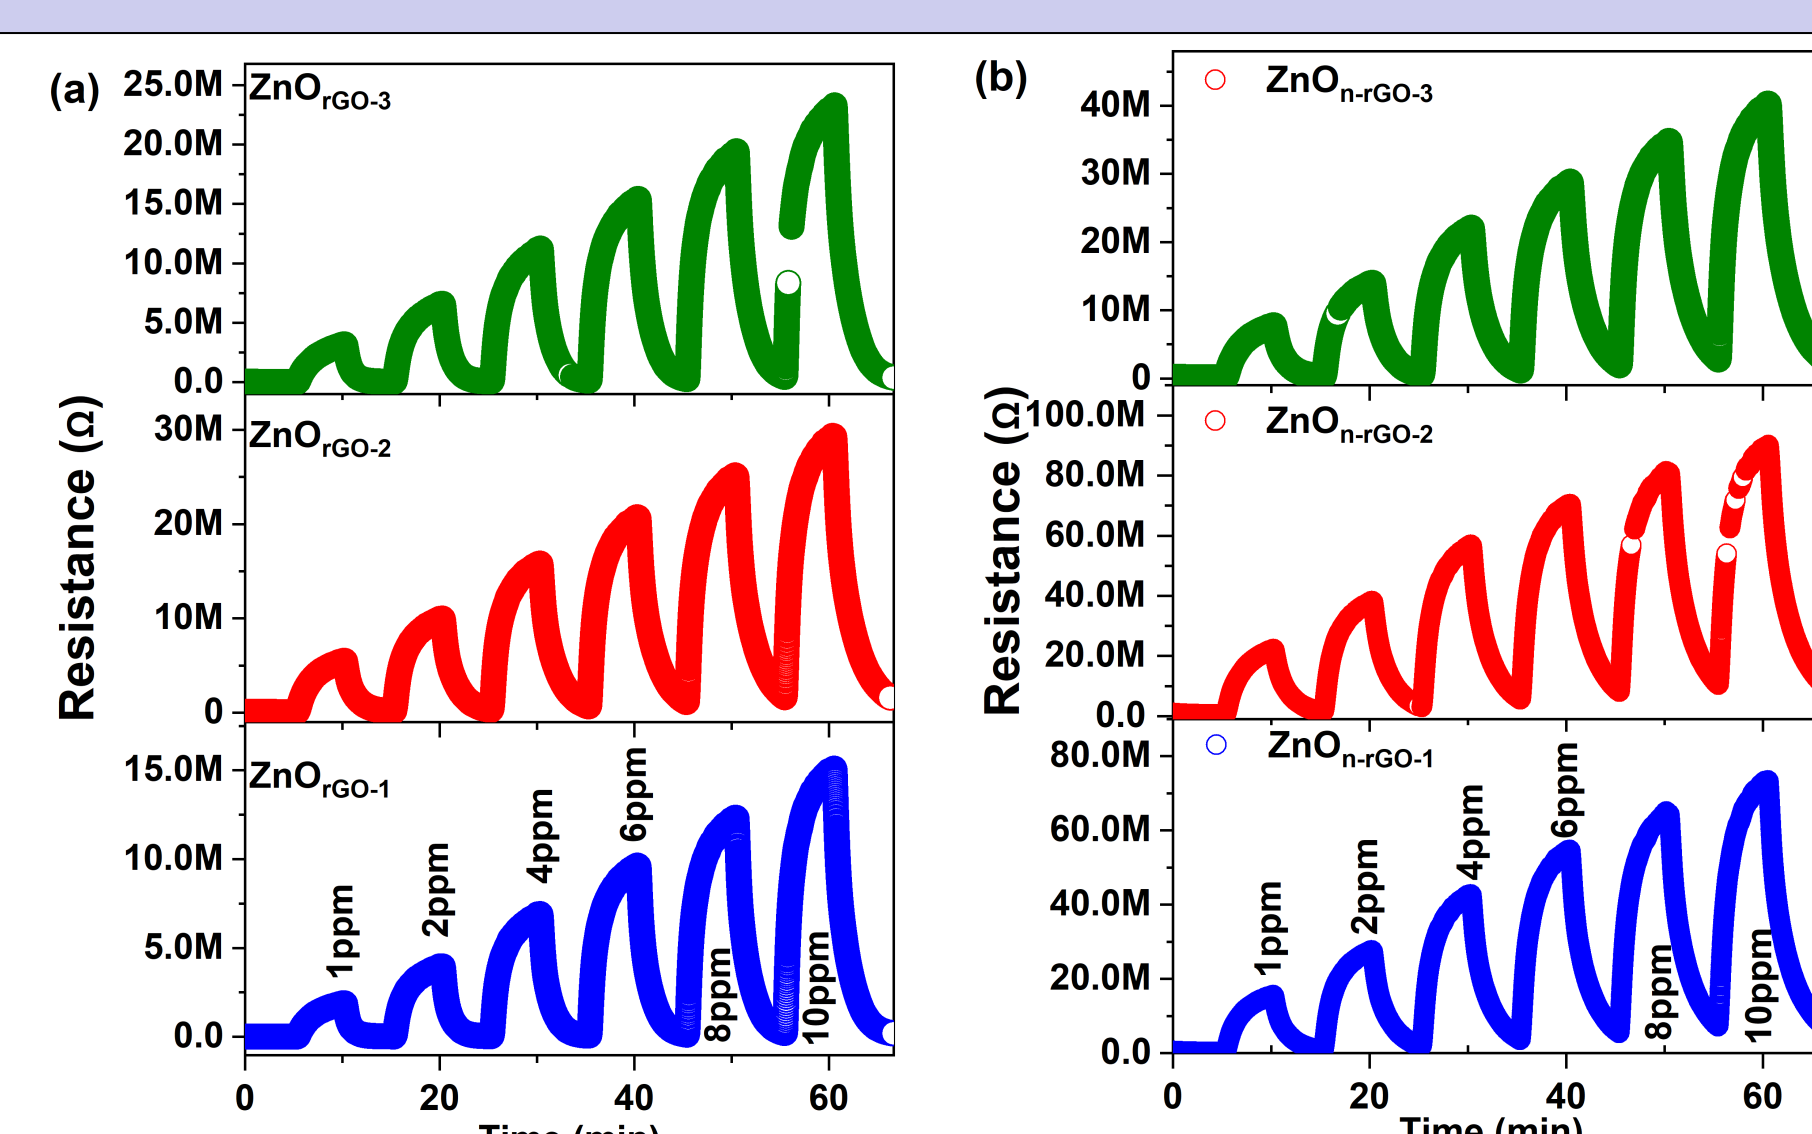 (a)
25.0M
20.0M
15.0M
10.0M
5.0M
0.0
ZnOrGO-3
30M
20M
10M
0
ZnOrGO-2
15.0M
10.0M
5.0M
0.0
ZnOrGO-1
1ppm
2ppm
4ppm
6ppm
8ppm
10ppm
Resistance (Ω)
0 20 40 60
Time (min)
(b)
40M
30M
20M
10M
0
ZnOn-rGO-3
100.0M
80.0M
60.0M
40.0M
20.0M
0.0
ZnOn-rGO-2
80.0M
60.0M
40.0M
20.0M
0.0
ZnOn-rGO-1
1ppm
2ppm
4ppm
6ppm
8ppm
10ppm
Resistance (Ω)
0 20 40 60
Time (min)